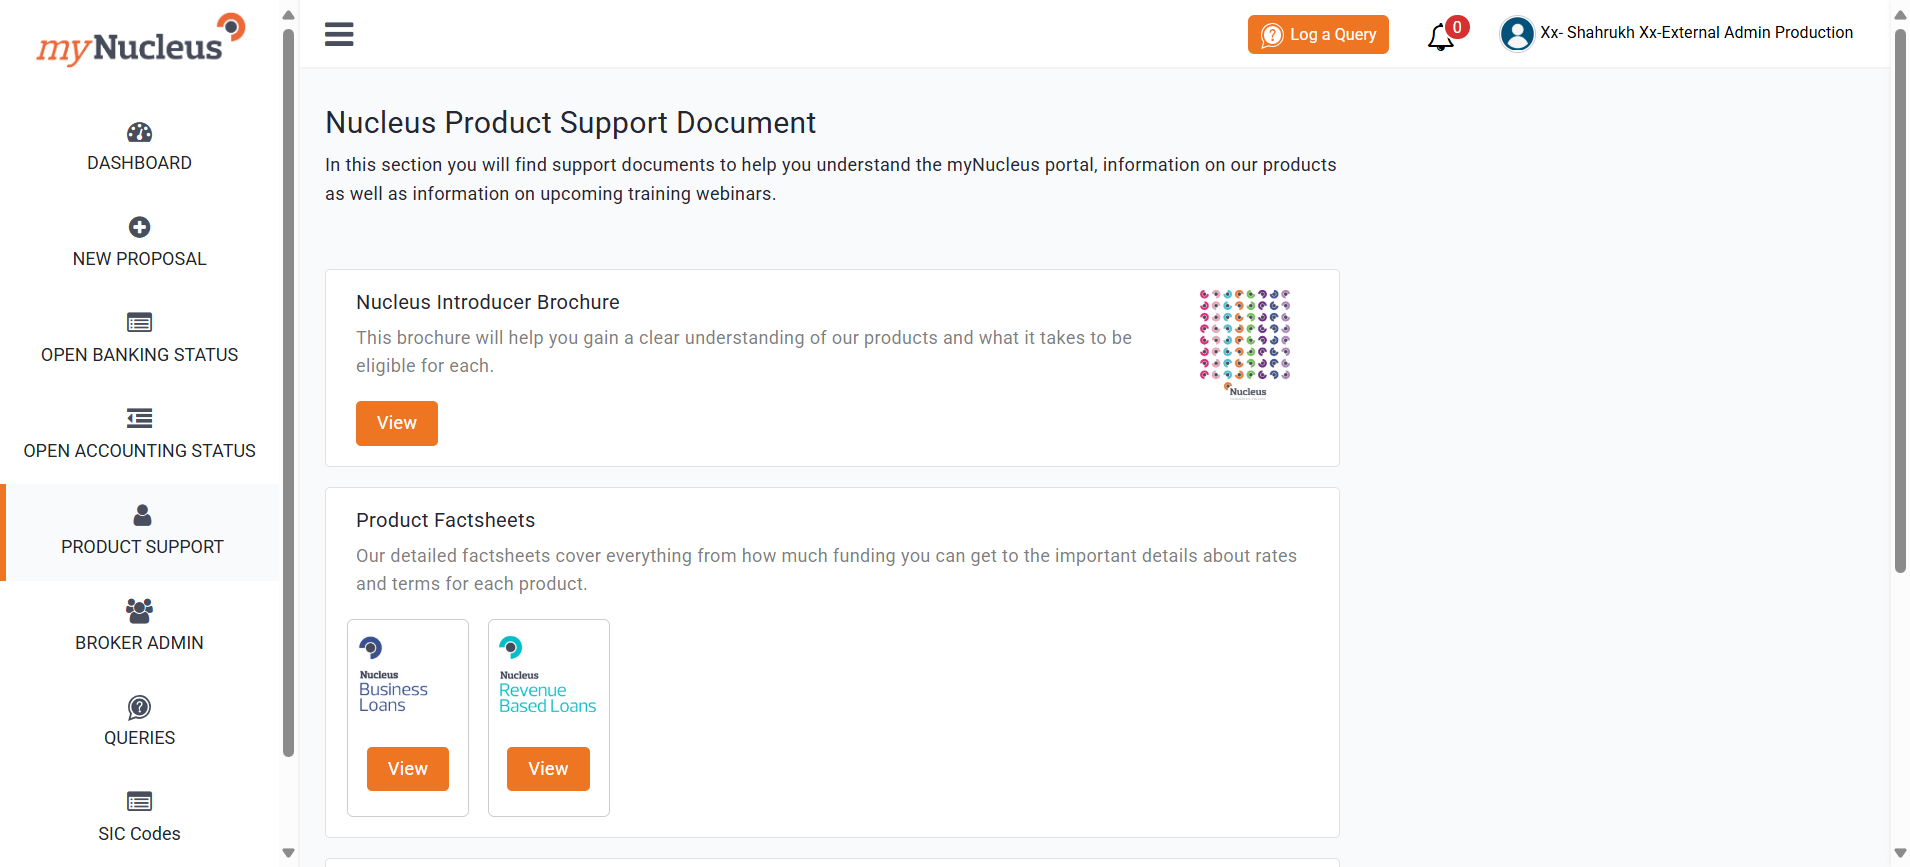 myNucleus
DASHBOARD
NEW PROPOSAL
OPEN BANKING STATUS
OPEN ACCOUNTING STATUS
PRODUCT SUPPORT
BROKER ADMIN
QUERIES
SIC Codes
Log a Query
0
Xx- Shahrukh Xx-External Admin Production
Nucleus Product Support Document
In this section you will find support documents to help you understand the myNucleus portal, information on our products
as well as information on upcoming training webinars.
Nucleus Introducer Brochure
This brochure will help you gain a clear understanding of our products and what it takes to be
eligible for each.
View
Nucleus
Product Factsheets
Our detailed factsheets cover everything from how much funding you can get to the important details about rates
and terms for each product.
Nucleus
Business
Loans
View
Nucleus
Revenue
Based Loans
View